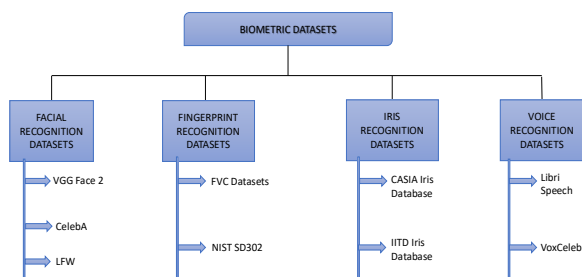 BIOMETRIC DATASETS
FACIAL
RECOGNITION
DATASETS
VGG Face 2
CelebA
LFW
FINGERPRINT
RECOGNITION
DATASETS
FVC Datasets
NIST SD302
IRIS
RECOGNITION
DATASETS
CASIA Iris
Database
IITD Iris
Database
VOICE
RECOGNITION
DATASETS
Libri
Speech
VoxCeleb